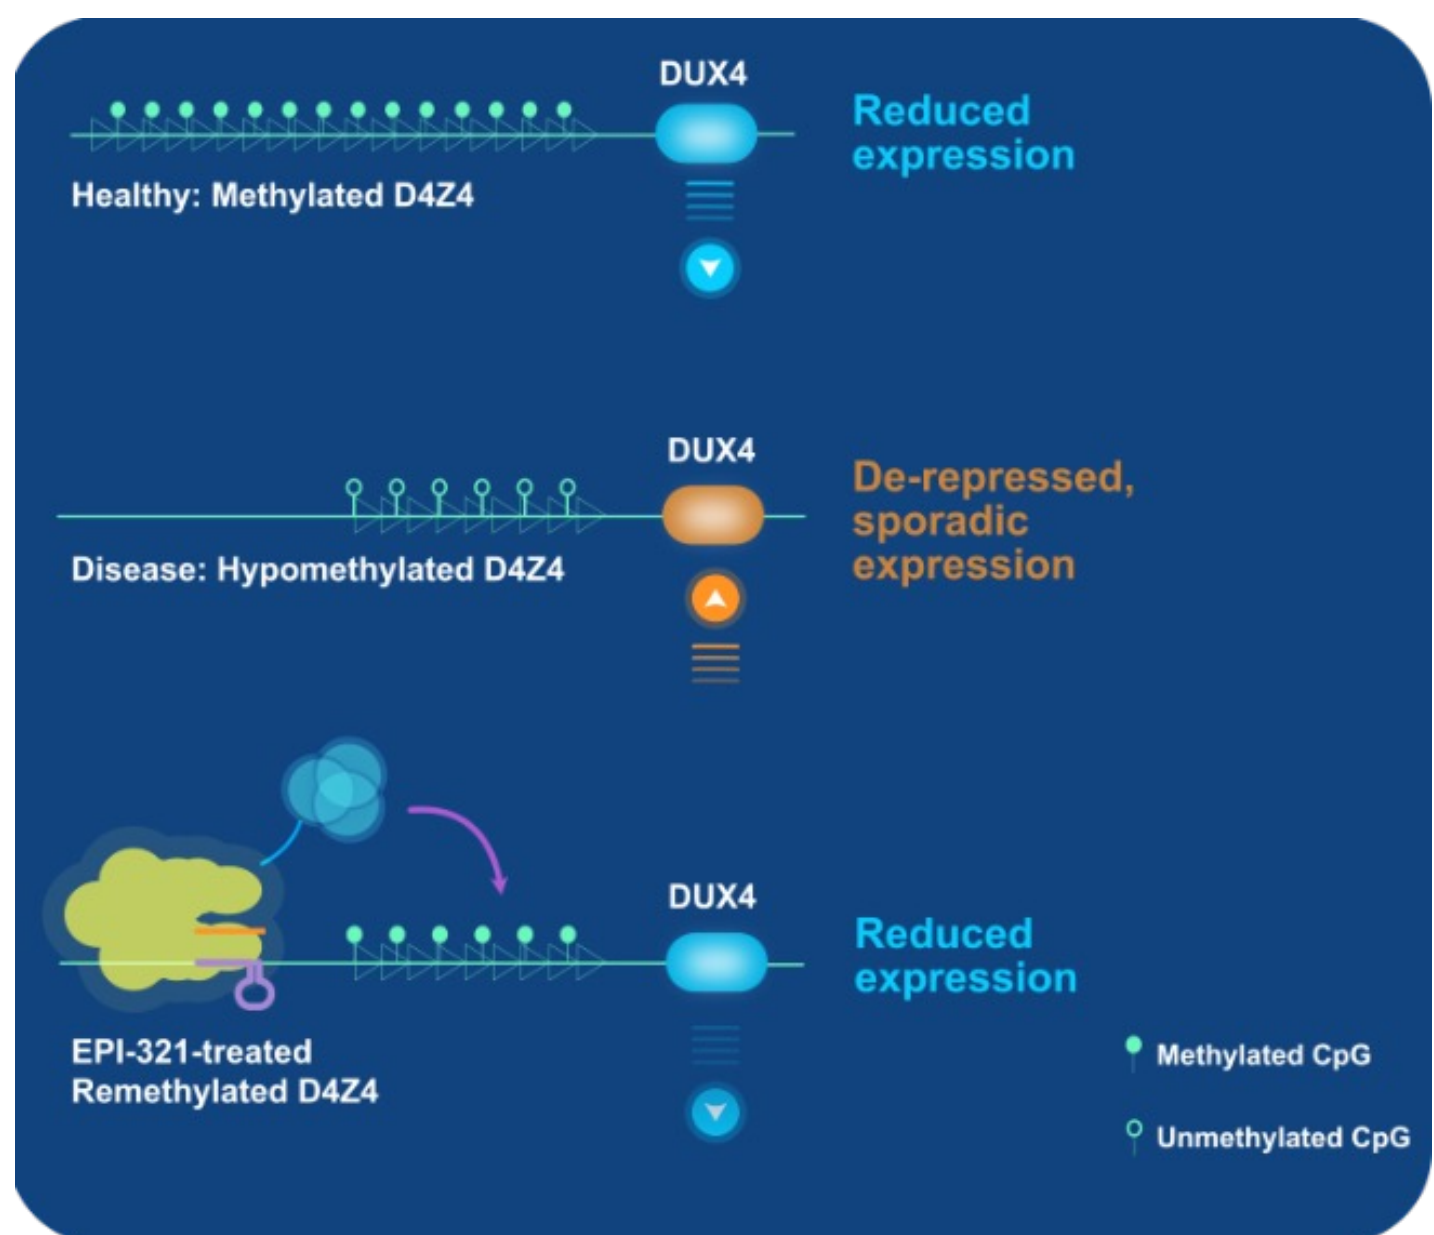 DUX4
Reduced
expression
Healthy: Methylated D4Z4
DUX4
De-repressed,
sporadic
expression
Disease: Hypomethylated D4Z4
DUX4
Reduced
expression
EPI-321-treated
Remethylated D4Z4
Methylated CpG
Unmethylated CpG